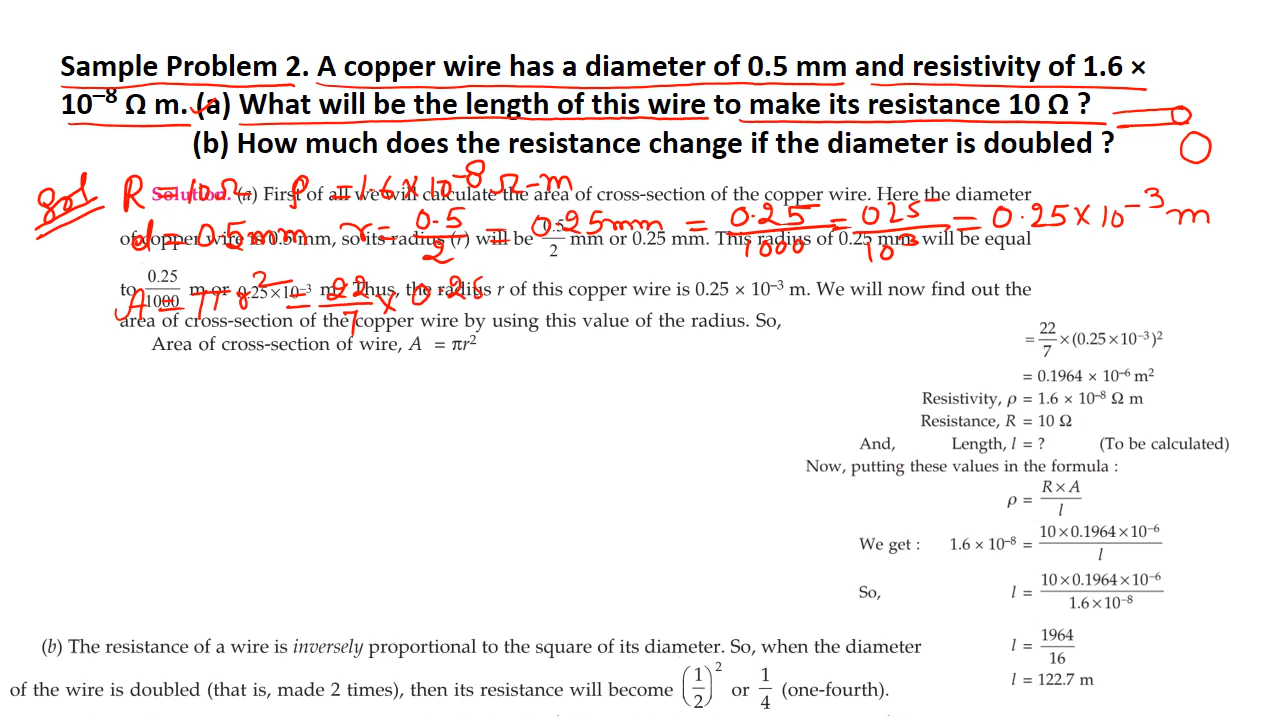 Sample Problem 2. A copper wire has a diameter of 0.5 mm and resistivity of 1.6 ×
10⁻⁸ Ω m. (a) What will be the length of this wire to make its resistance 10 Ω ?
(b) How much does the resistance change if the diameter is doubled ?
Sol R = 10Ω ρ = 1.6 × 10⁻⁸ Ω-m
Solution. (a) First of all we will calculate the area of cross-section of the copper wire. Here the diameter
d = 0.5mm r = 0.5/2 = 0.25mm = 0.25/1000 = 025/10³ = 0.25 × 10⁻³ m
of copper wire is 0.5 mm, so its radius (r) will be 0.5/2 mm or 0.25 mm. This radius of 0.25 mm will be equal
to 0.25/1000 m or 0.25 × 10⁻³ m. Thus, the radius r of this copper wire is 0.25 × 10⁻³ m. We will now find out the
A = πr² = 22/7 × 0.25
area of cross-section of the copper wire by using this value of the radius. So,
Area of cross-section of wire, A = πr²
= 22/7 × (0.25 × 10⁻³)²
= 0.1964 × 10⁻⁶ m²
Resistivity, ρ = 1.6 × 10⁻⁸ Ω m
Resistance, R = 10 Ω
And, Length, l = ? (To be calculated)
Now, putting these values in the formula :
ρ = R × A/l
We get : 1.6 × 10⁻⁸ = 10 × 0.1964 × 10⁻⁶/l
So, l = 10 × 0.1964 × 10⁻⁶/1.6 × 10⁻⁸
l = 1964/16
l = 122.7 m
(b) The resistance of a wire is inversely proportional to the square of its diameter. So, when the diameter
of the wire is doubled (that is, made 2 times), then its resistance will become (1/2)² or 1/4 (one-fourth).